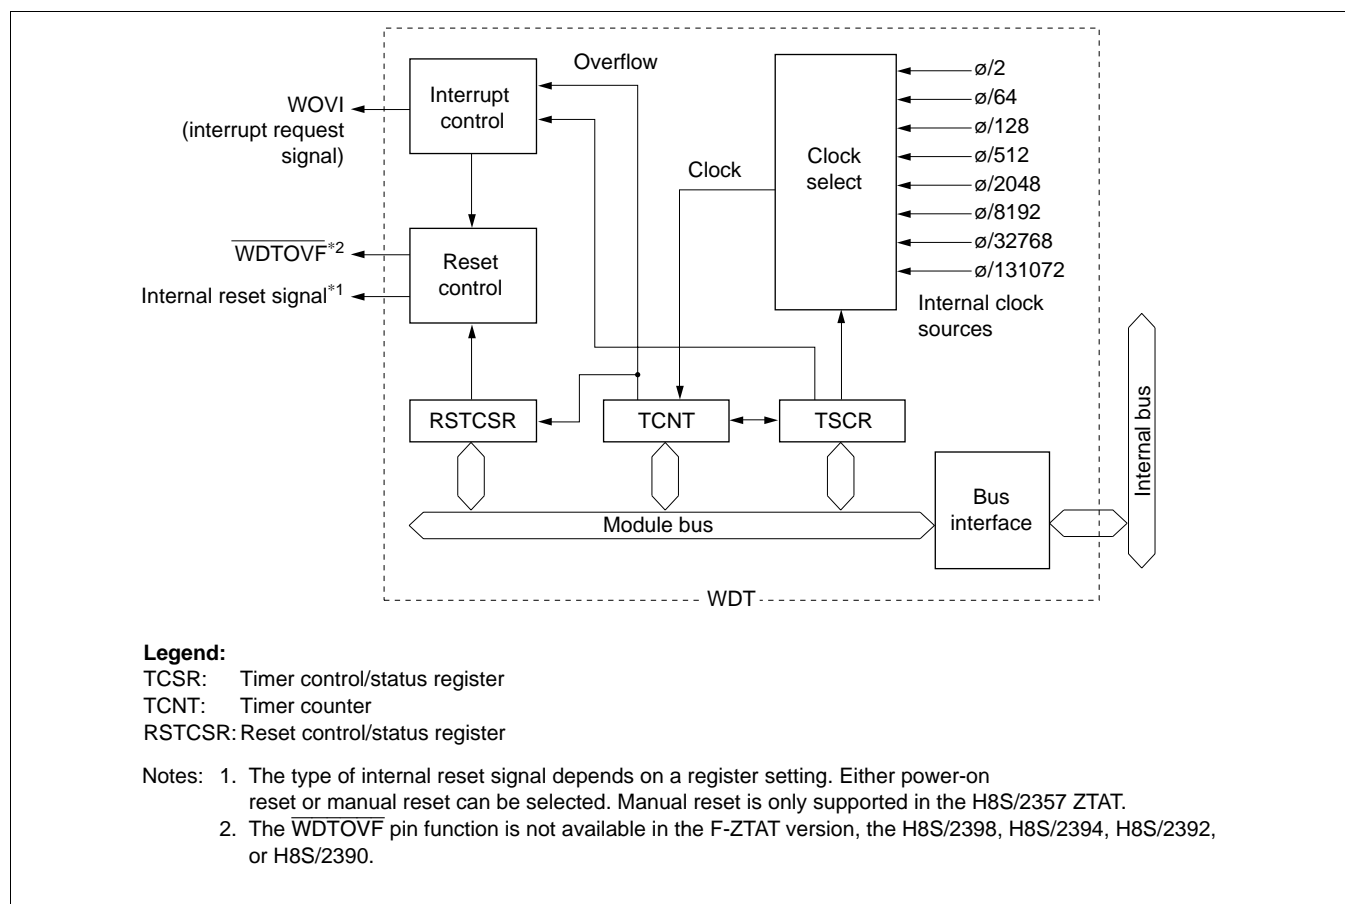 Overflow
Interrupt
control
WOVI
(interrupt request
signal)
Clock
Clock
select
ø/2
ø/64
ø/128
ø/512
ø/2048
ø/8192
ø/32768
ø/131072
Internal clock
sources
WDTOVF*2
Internal reset signal*1
Reset
control
RSTCSR
TCNT
TSCR
Module bus
Bus
interface
Internal bus
WDT
Legend:
TCSR: Timer control/status register
TCNT: Timer counter
RSTCSR: Reset control/status register
Notes: 1. The type of internal reset signal depends on a register setting. Either power-on
reset or manual reset can be selected. Manual reset is only supported in the H8S/2357 ZTAT.
2. The WDTOVF pin function is not available in the F-ZTAT version, the H8S/2398, H8S/2394, H8S/2392,
or H8S/2390.